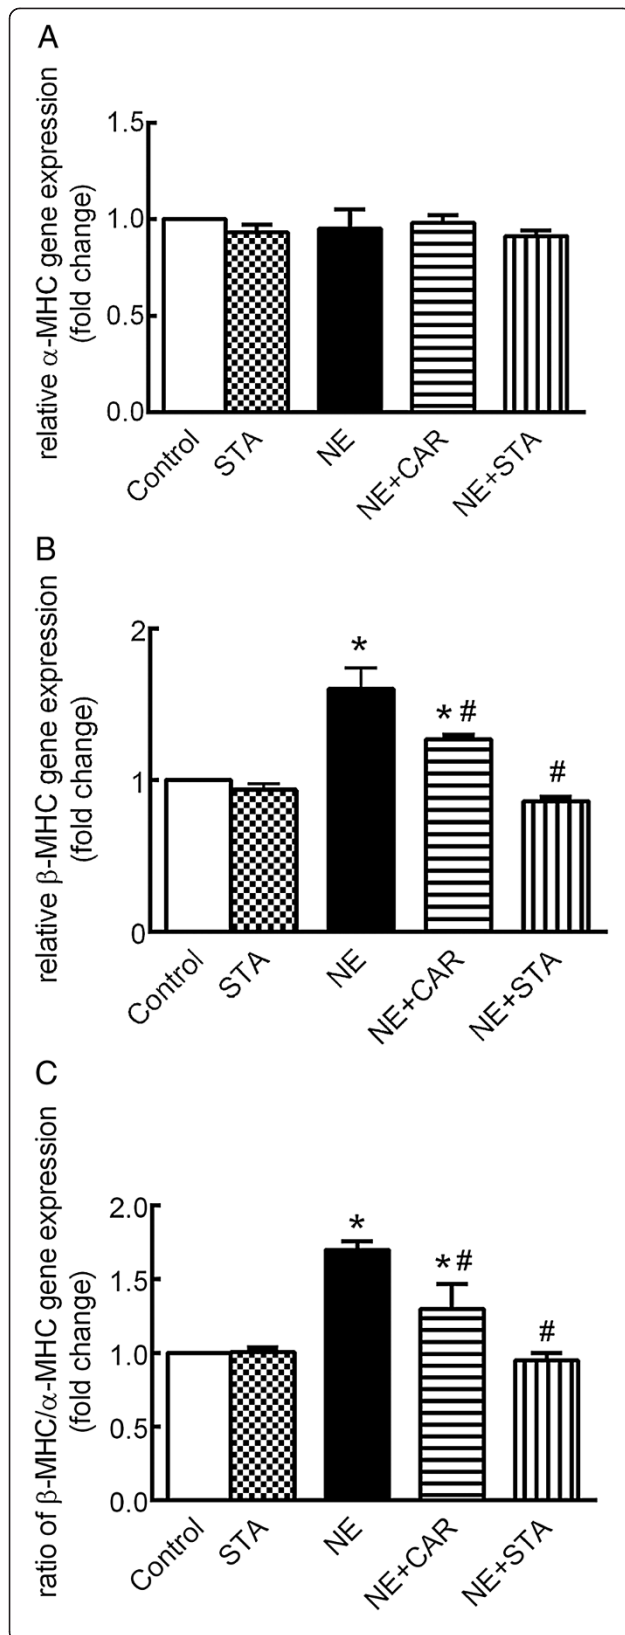 A
relative α-MHC gene expression
(fold change)
1.5
1.0
0.5
0.0
Control
STA
NE
NE+CAR
NE+STA
B
relative β-MHC gene expression
(fold change)
2
1
0
*
* #
#
Control
STA
NE
NE+CAR
NE+STA
C
ratio of β-MHC/α-MHC gene expression
(fold change)
2.0
1.5
1.0
0.5
0.0
*
* #
#
Control
STA
NE
NE+CAR
NE+STA